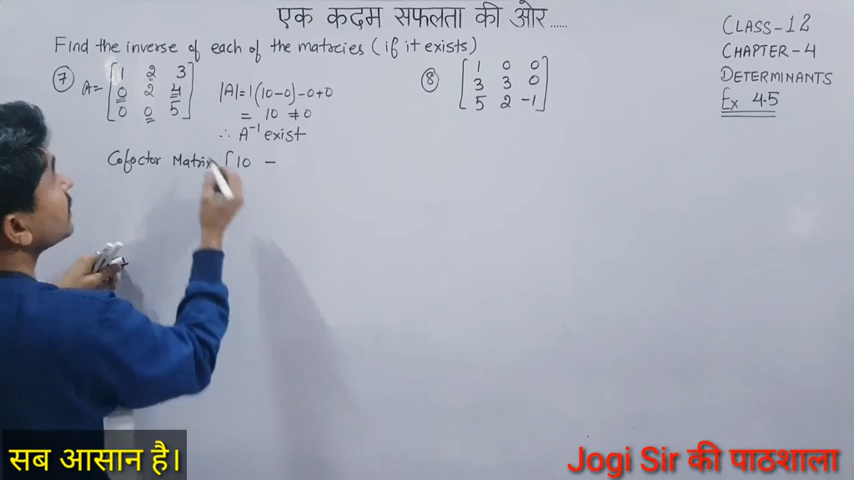 एक कदम सफलता की ओर......
CLASS-12
CHAPTER-4
DETERMINANTS
Ex 4.5
Find the inverse of each of the matrecies (if it exists)
7 A= [1 2 3
0 2 4
0 0 5]
|A|=1(10-0)-0+0
= 10 ≠0
∴ A⁻¹ exist
Cofactor Matrix [10 -
8 [1 0 0
3 3 0
5 2 -1]
सब आसान है।
Jogi Sir की पाठशाला